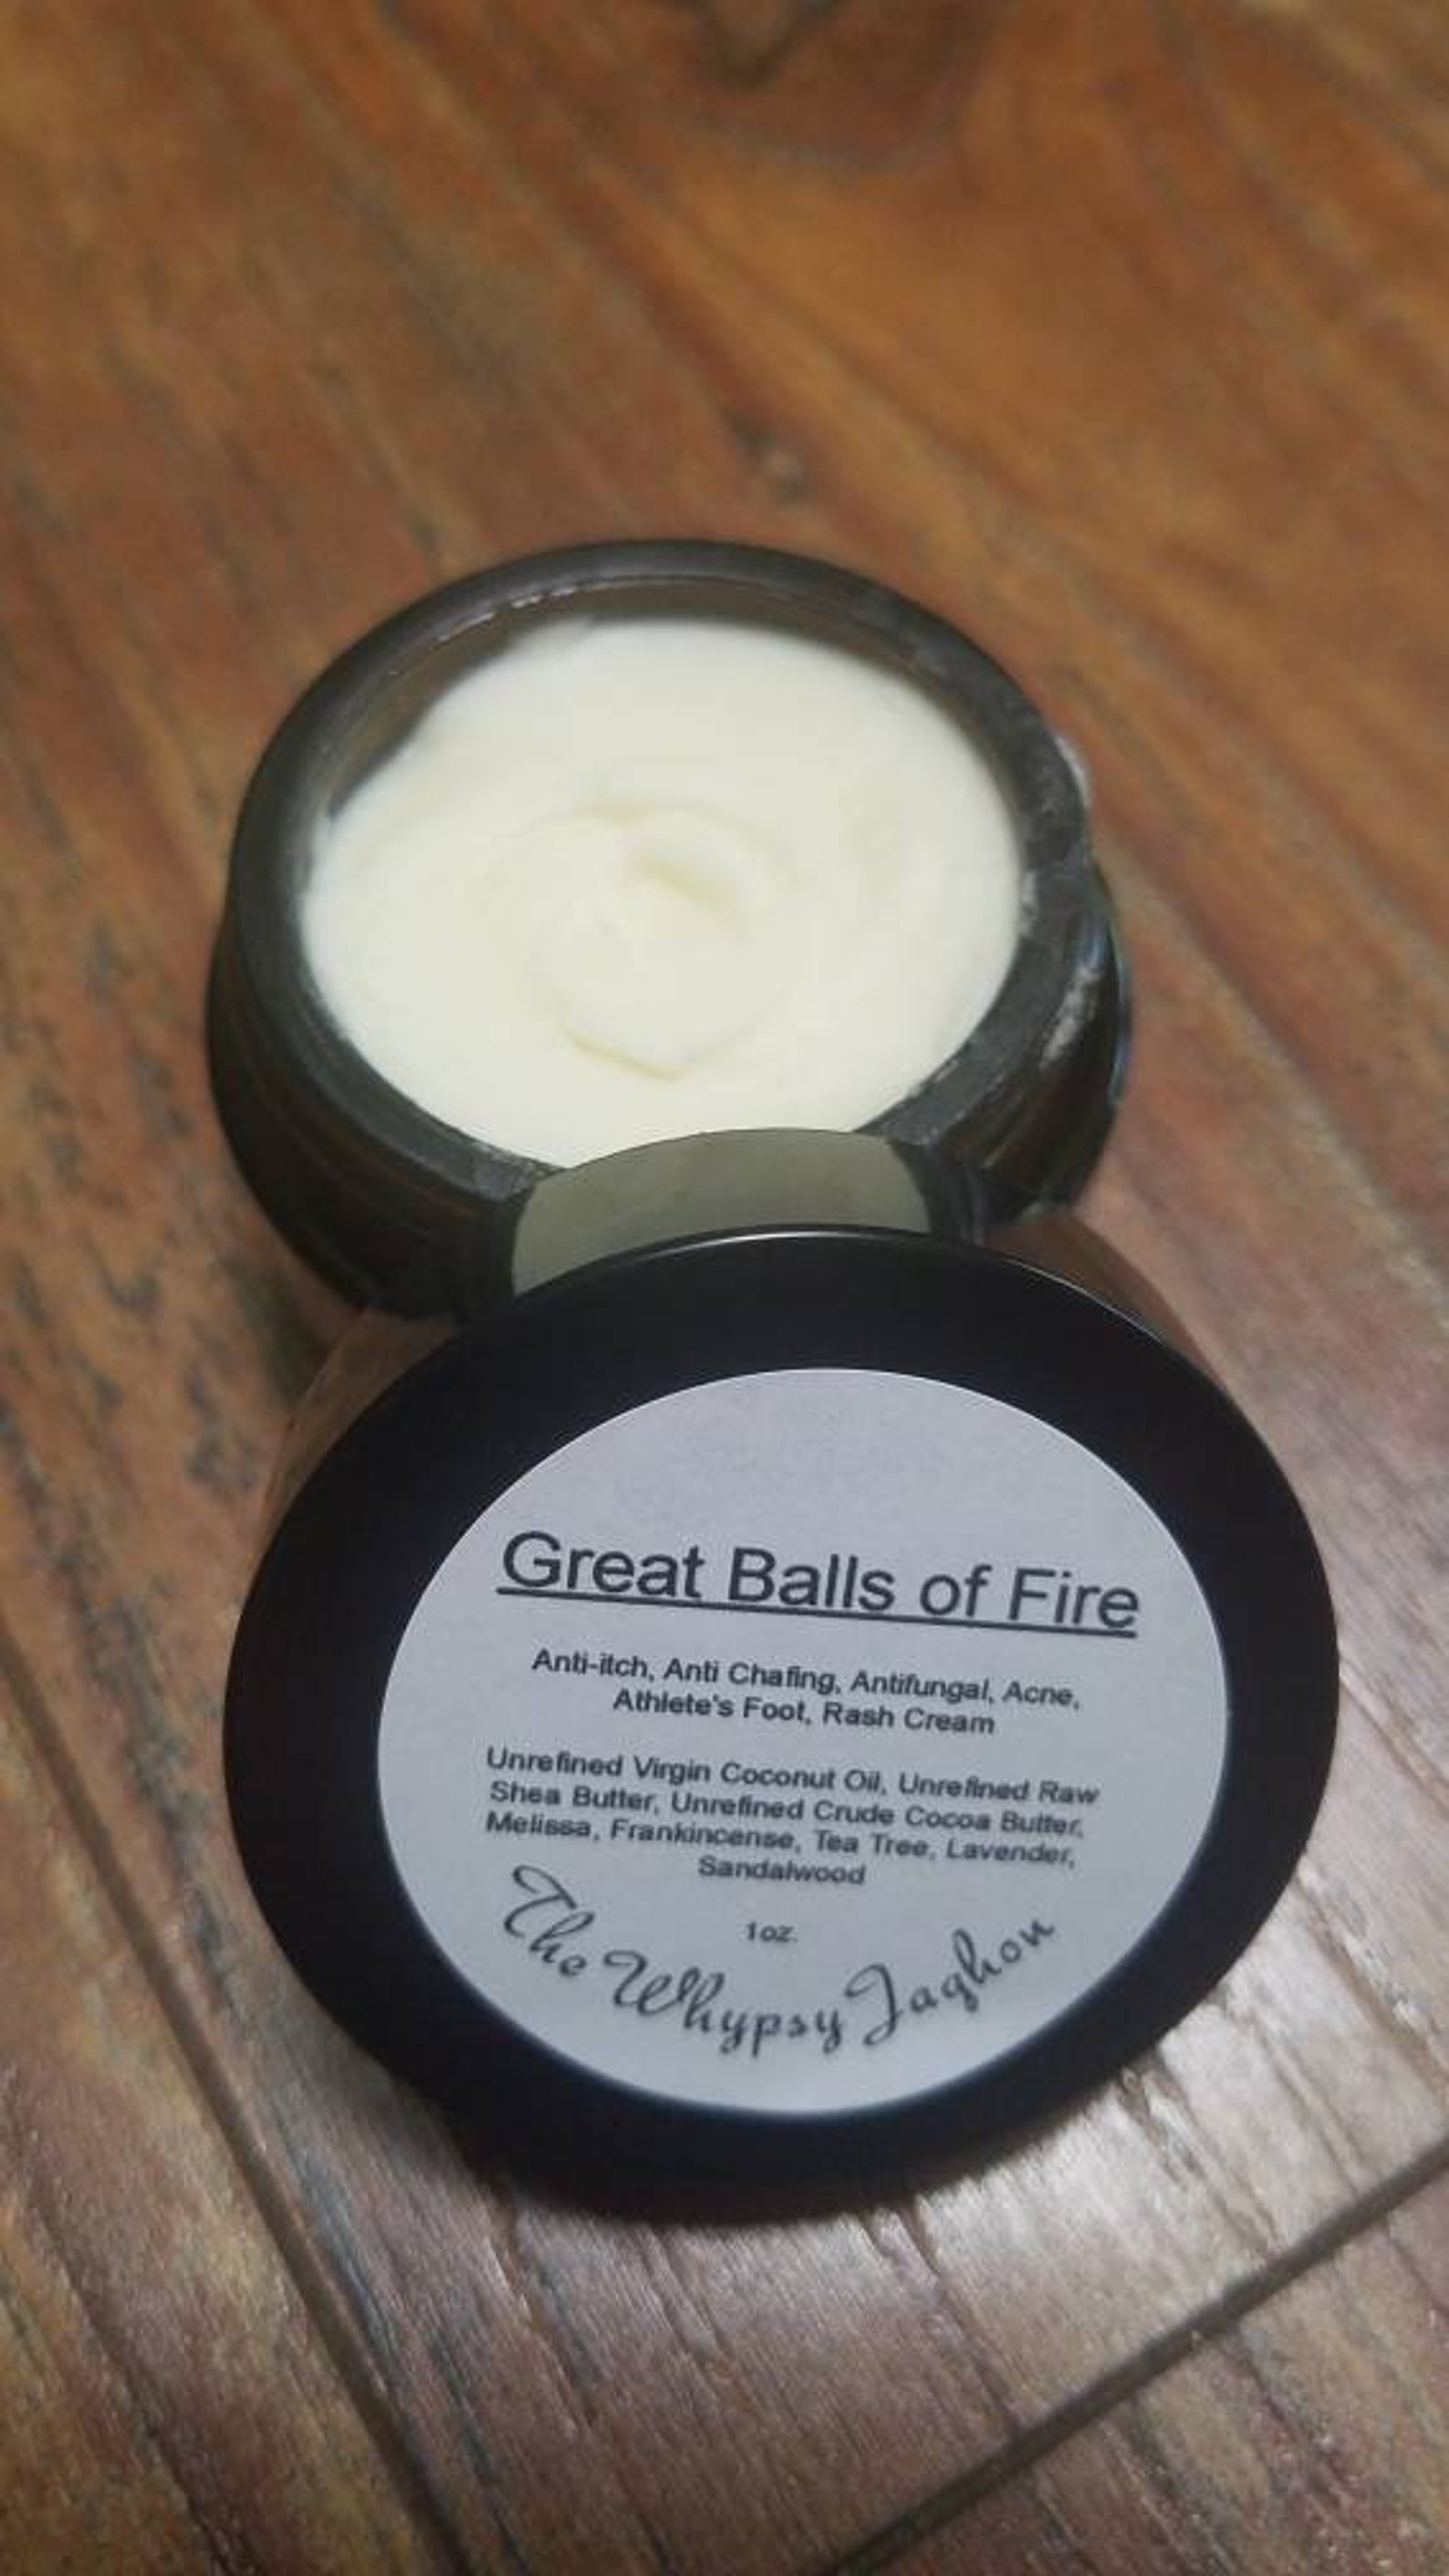 Great Balls of Fire
Anti-itch, Anti Chafing, Antifungal, Acne,
Athlete's Foot, Rash Cream
Unrefined Virgin Coconut Oil, Unrefined Raw
Shea Butter, Unrefined Crude Cocoa Butter,
Melissa, Frankincense, Tea Tree, Lavender,
Sandalwood
1oz.
The Whypsy Jaghon